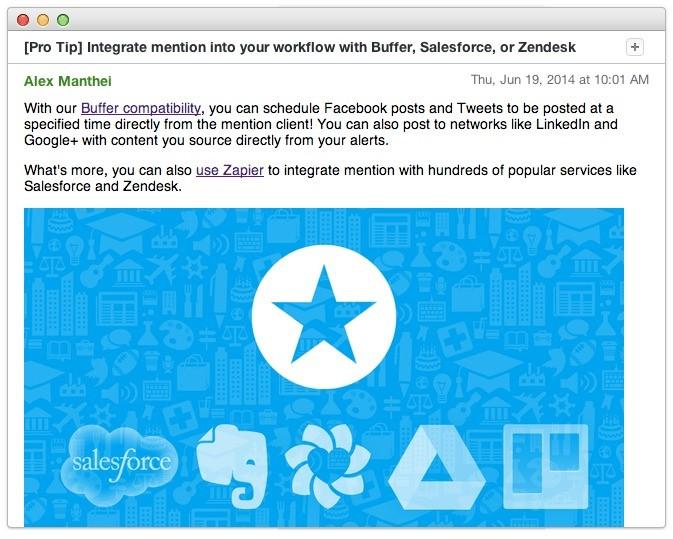 [Pro Tip] Integrate mention into your workflow with Buffer, Salesforce, or Zendesk
Alex Manthei
Thu, Jun 19, 2014 at 10:01 AM
With our Buffer compatibility, you can schedule Facebook posts and Tweets to be posted at a
specified time directly from the mention client! You can also post to networks like LinkedIn and
Google+ with content you source directly from your alerts.
What's more, you can also use Zapier to integrate mention with hundreds of popular services like
Salesforce and Zendesk.
salesforce